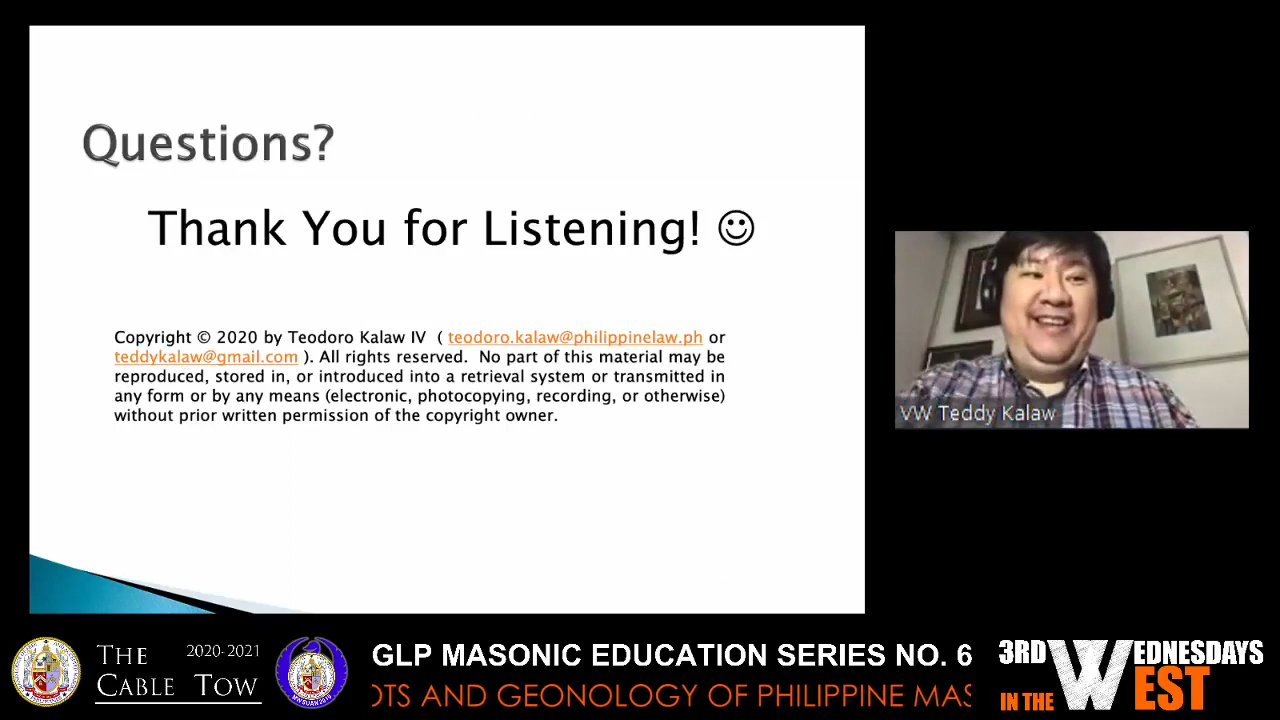 Questions?
Thank You for Listening! ☺
Copyright © 2020 by Teodoro Kalaw IV ( teodoro.kalaw@philippinelaw.ph or
teddykalaw@gmail.com ). All rights reserved. No part of this material may be
reproduced, stored in, or introduced into a retrieval system or transmitted in
any form or by any means (electronic, photocopying, recording, or otherwise)
without prior written permission of the copyright owner.
VW Teddy Kalaw
THE 2020-2021
CABLE TOW
GLP MASONIC EDUCATION SERIES NO. 6
OTS AND GEONOLOGY OF PHILIPPINE MAS
3RD WEDNESDAYS
IN THE WEST